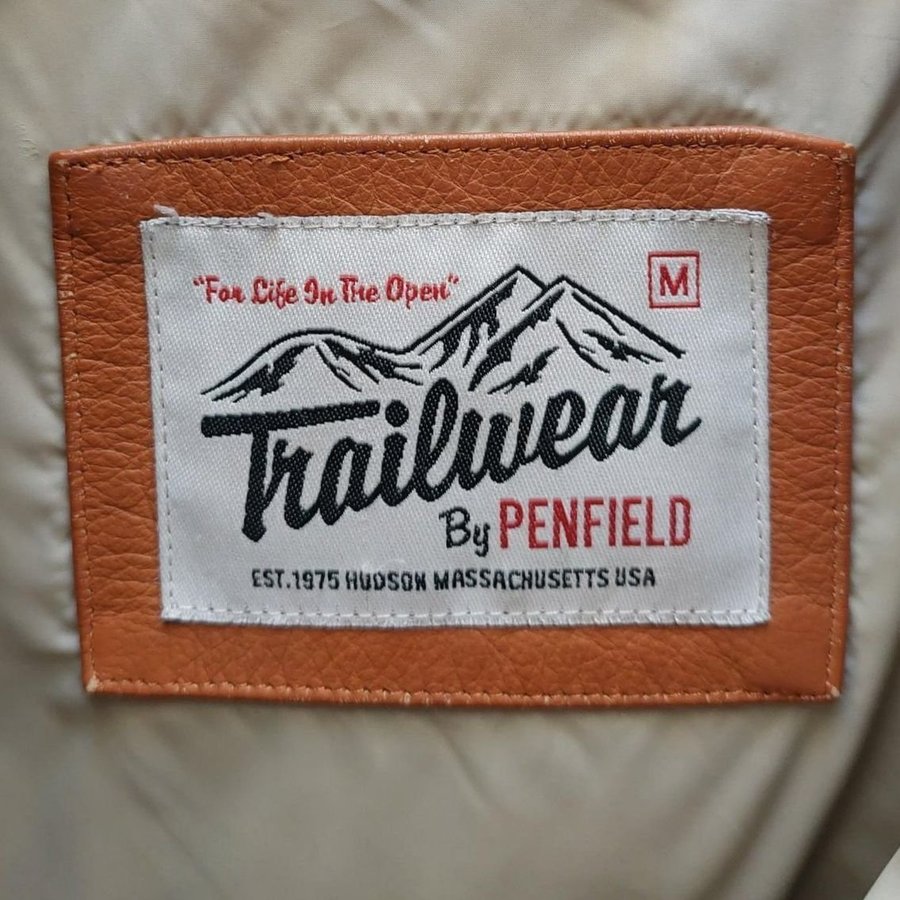 "For Life In The Open"
M
Trailwear
By PENFIELD
EST.1975 HUDSON MASSACHUSETTS USA